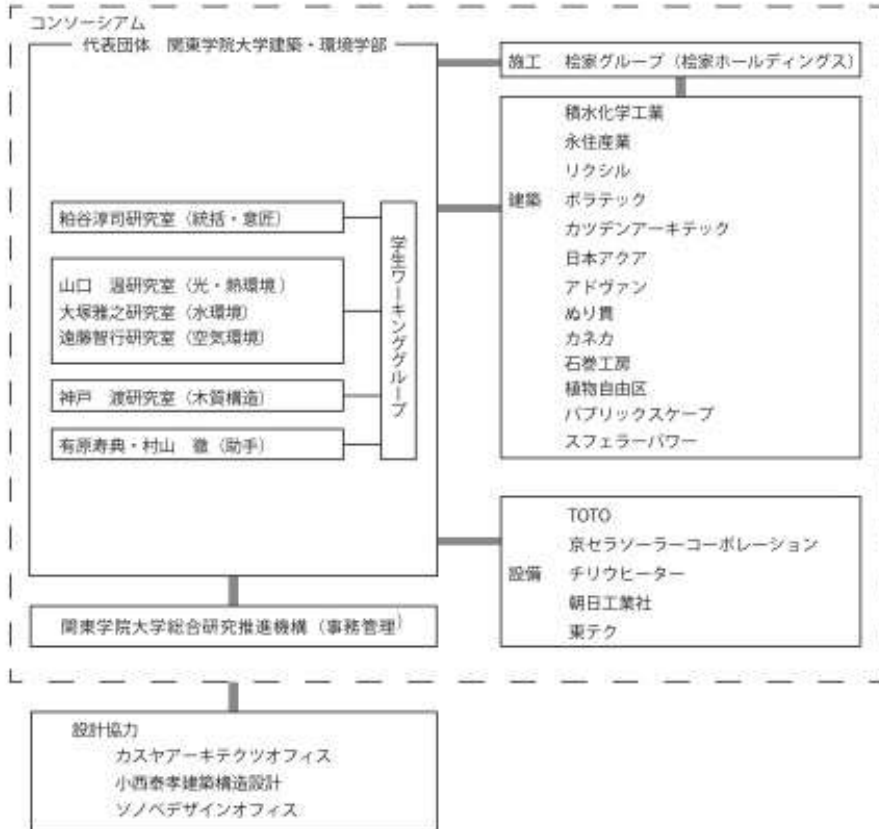 コンソーシアム
代表団体 関東学院大学建築・環境学部
粕谷淳司研究室（統括・意匠）
山口 温研究室（光・熱環境）
大塚雅之研究室（水環境）
遠藤智行研究室（空気環境）
神戸 渡研究室（木質構造）
有原寿典・村山 徹（助手）
学生ワーキンググループ
関東学院大学総合研究推進機構（事務管理）
施工 桧家グループ（桧家ホールディングス）
建築
積水化学工業
永住産業
リクシル
ポラテック
カツデンアーキテック
日本アクア
アドヴァン
ぬり貫
カネカ
石巻工房
植物自由区
パブリックスケープ
スフェラーパワー
設備
TOTO
京セラソーラーコーポレーション
チリウヒーター
朝日工業社
東テク
設計協力
カスヤアーキテクツオフィス
小西泰孝建築構造設計
ソノベデザインオフィス